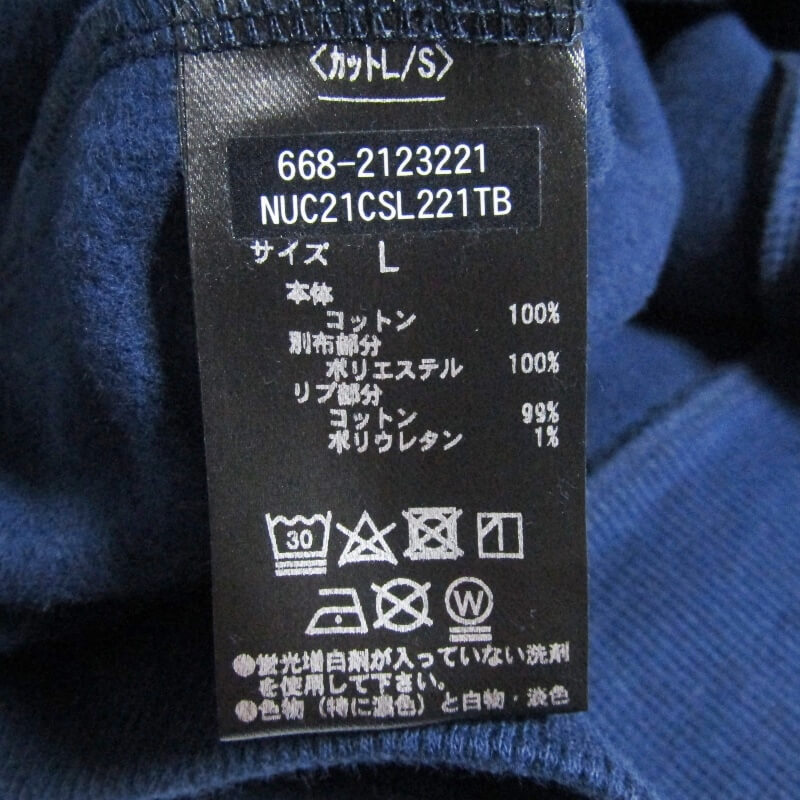 〈カットL/S〉
668-2123221
NUC21CSL221TB
サイズ L
本体
コットン 100%
別布部分
ポリエステル 100%
リブ部分
コットン 99%
ポリウレタン 1%
30
W
●蛍光増白剤が入っていない洗剤
を使用して下さい。
●色物(特に濃色)と白物・淡色